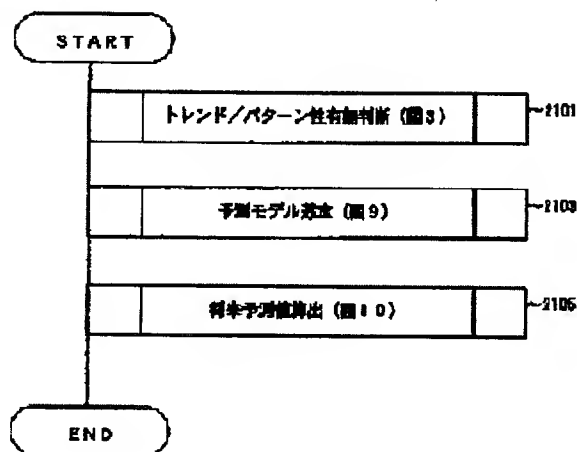 START
トレンド/パターン性有無判断 (図3)
~2101
予測モデル選定 (図9)
~2103
将来予測値算出 (図10)
~2105
END